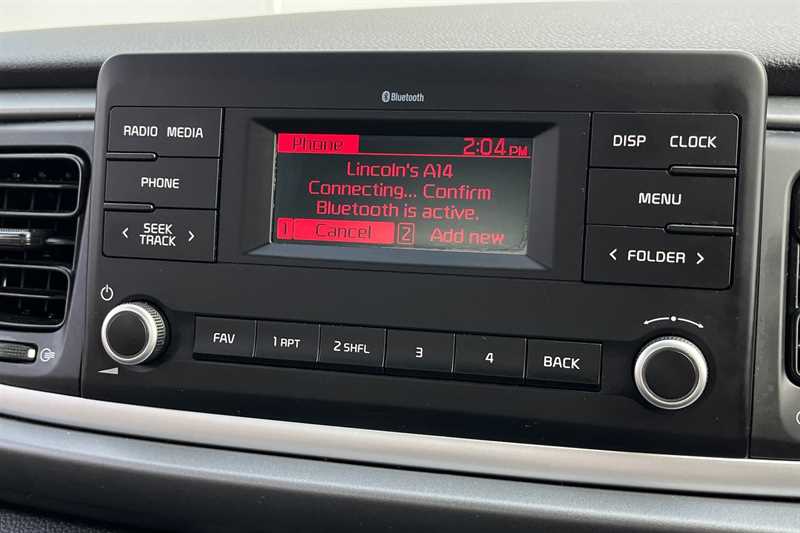 Bluetooth
RADIO MEDIA
PHONE
< SEEK TRACK >
Phone 2:04 PM
Lincoln's A14
Connecting... Confirm
Bluetooth is active.
1 Cancel 2 Add new
DISP CLOCK
MENU
< FOLDER >
FAV 1 RPT 2 SHFL 3 4 BACK